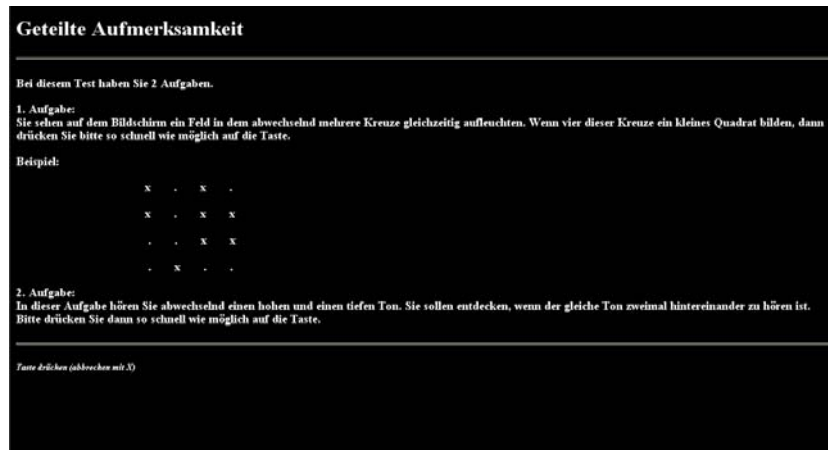 Geteilte Aufmerksamkeit
Bei diesem Test haben Sie 2 Aufgaben.
1. Aufgabe:
Sie sehen auf dem Bildschirm ein Feld in dem abwechselnd mehrere Kreuze gleichzeitig aufleuchten. Wenn vier dieser Kreuze ein kleines Quadrat bilden, dann
drücken Sie bitte so schnell wie möglich auf die Taste.
Beispiel:
x . x .
x . x x
. . x x
. x . .
2. Aufgabe:
In dieser Aufgabe hören Sie abwechselnd einen hohen und einen tiefen Ton. Sie sollen entdecken, wenn der gleiche Ton zweimal hintereinander zu hören ist.
Bitte drücken Sie dann so schnell wie möglich auf die Taste.
Taste drücken (abbrechen mit X)